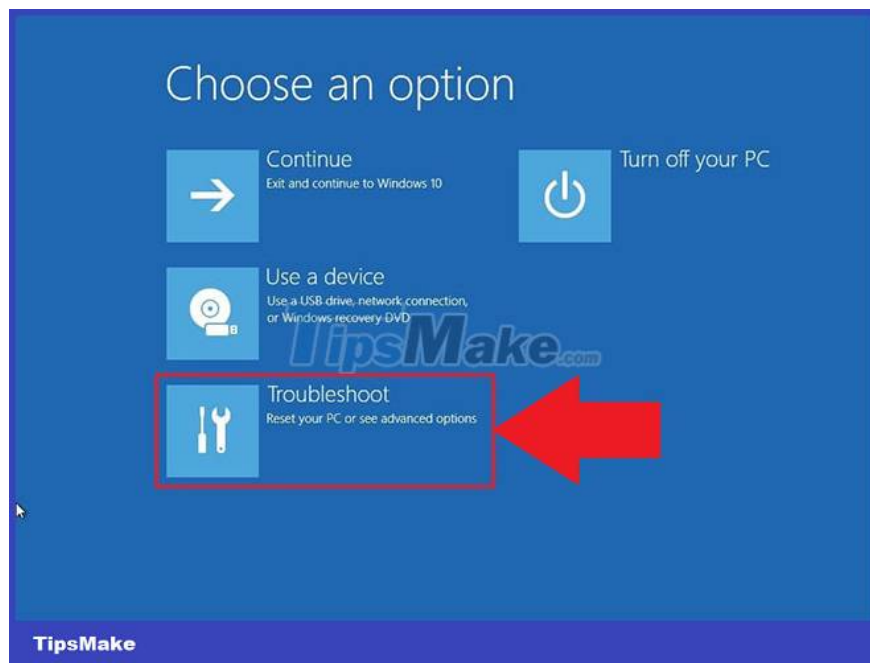 Choose an option
Continue
Exit and continue to Windows 10
Turn off your PC
Use a device
Use a USB drive, network connection,
or Windows recovery DVD
TipsMake.com
Troubleshoot
Reset your PC or see advanced options
TipsMake